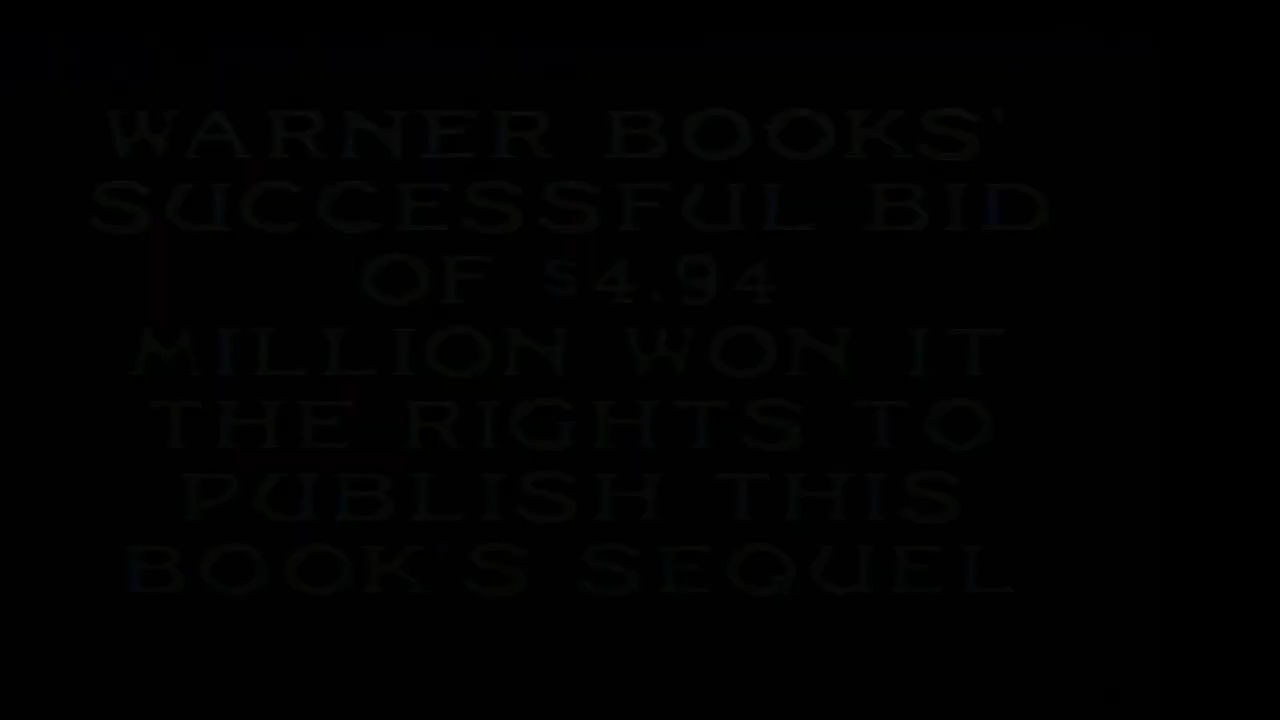 WARNER BOOKS'
SUCCESSFUL BID
OF $4.94
MILLION WON IT
THE RIGHTS TO
PUBLISH THIS
BOOK'S SEQUEL